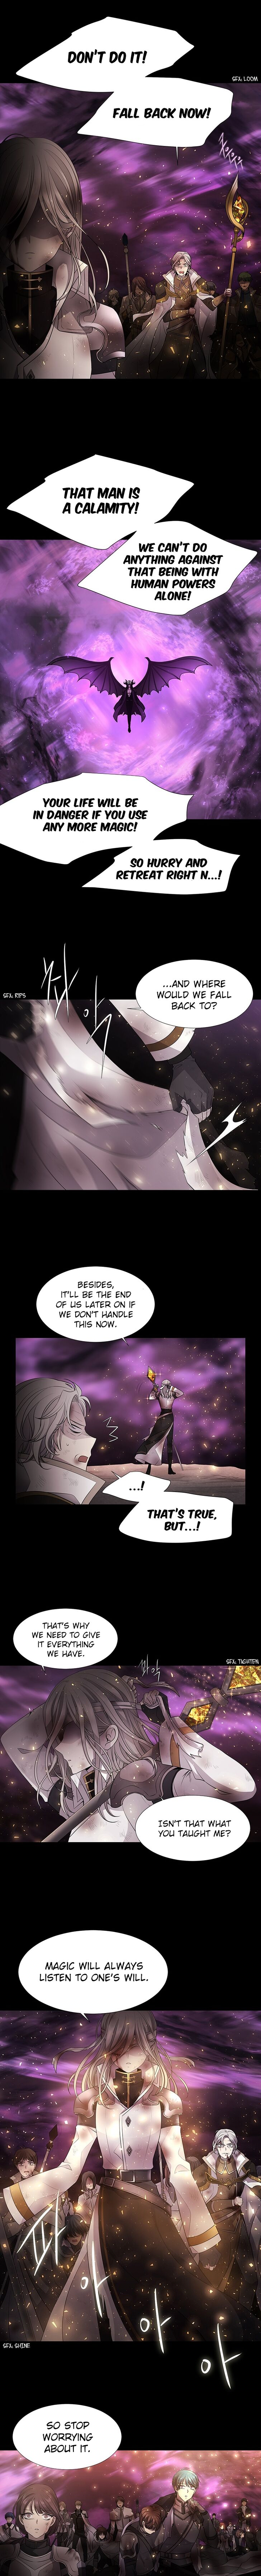 DON'T DO IT!
SFX: LOOM
FALL BACK NOW!
THAT MAN IS
A CALAMITY!
WE CAN'T DO
ANYTHING AGAINST
THAT BEING WITH
HUMAN POWERS
ALONE!
YOUR LIFE WILL BE
IN DANGER IF YOU USE
ANY MORE MAGIC!
SO HURRY AND
RETREAT RIGHT N...!
...AND WHERE
WOULD WE FALL
BACK TO?
SFX: RIPS
BESIDES,
IT'LL BE THE END
OF US LATER ON IF
WE DON'T HANDLE
THIS NOW.
...!
THAT'S TRUE,
BUT...!
THAT'S WHY
WE NEED TO GIVE
IT EVERYTHING
WE HAVE.
SFX: TIGHTEN
ISN'T THAT WHAT
YOU TAUGHT ME?
MAGIC WILL ALWAYS
LISTEN TO ONE'S WILL.
파
아
아
아
SFX: SHINE
SO STOP
WORRYING
ABOUT IT.